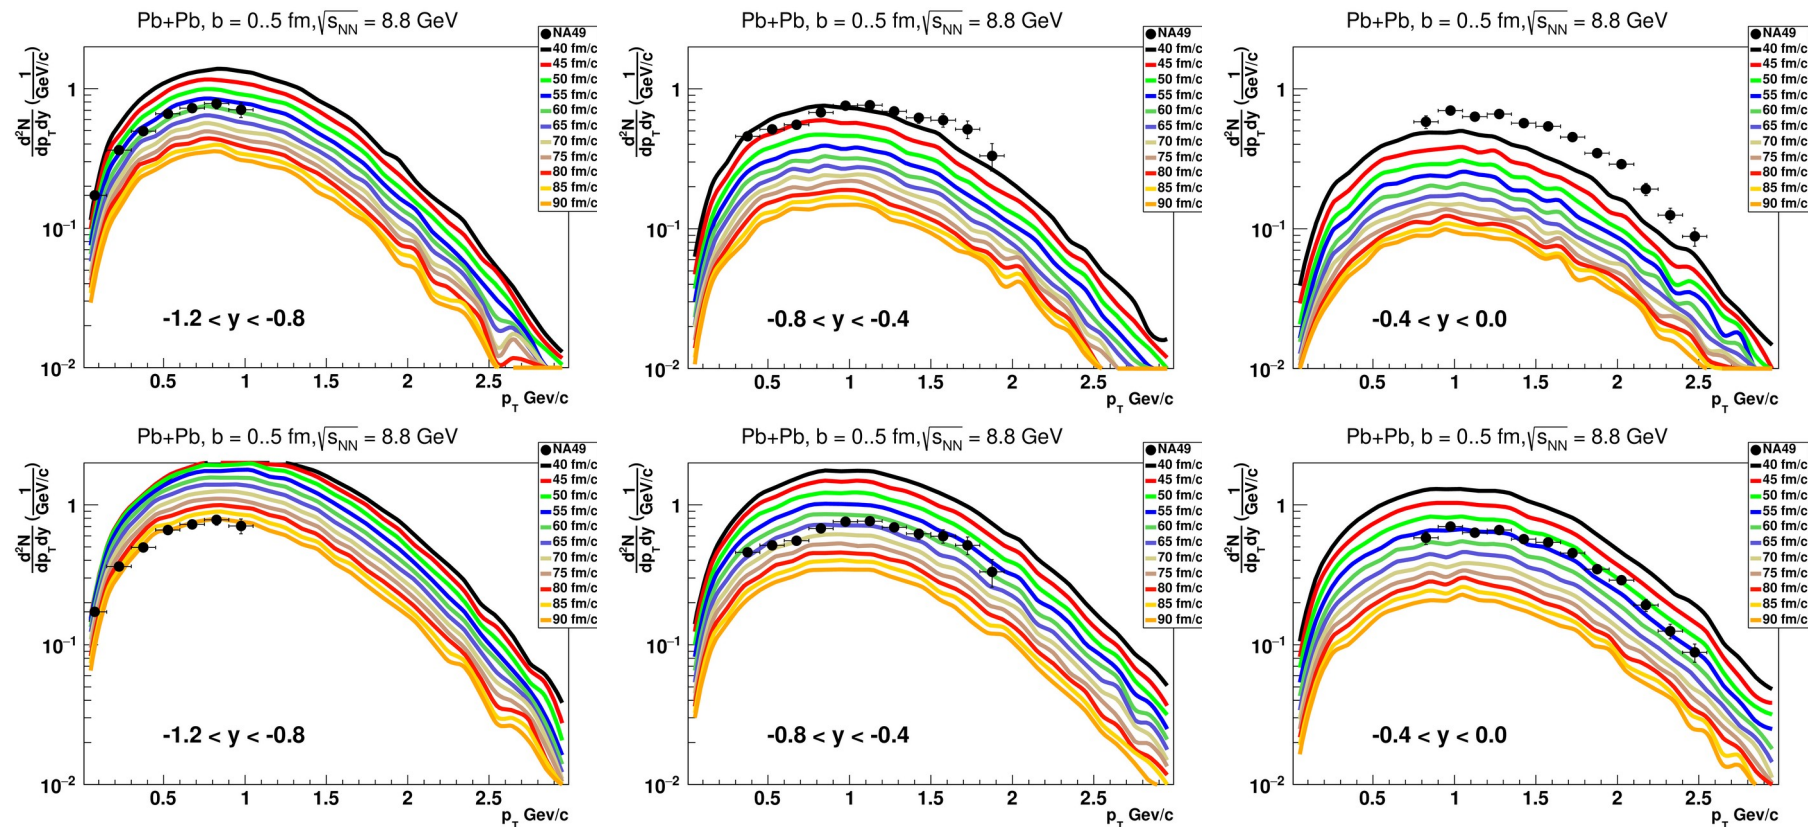 Pb+Pb, b = 0..5 fm,√sNN = 8.8 GeV
d²N/dpTdy (1/GeV/c)
1
10⁻¹
10⁻²
NA49
40 fm/c
45 fm/c
50 fm/c
55 fm/c
60 fm/c
65 fm/c
70 fm/c
75 fm/c
80 fm/c
85 fm/c
90 fm/c
-1.2 < y < -0.8
0.5 1 1.5 2 2.5
pT Gev/c
Pb+Pb, b = 0..5 fm,√sNN = 8.8 GeV
d²N/dpTdy (1/GeV/c)
1
10⁻¹
10⁻²
NA49
40 fm/c
45 fm/c
50 fm/c
55 fm/c
60 fm/c
65 fm/c
70 fm/c
75 fm/c
80 fm/c
85 fm/c
90 fm/c
-0.8 < y < -0.4
0.5 1 1.5 2 2.5
pT Gev/c
Pb+Pb, b = 0..5 fm,√sNN = 8.8 GeV
d²N/dpTdy (1/GeV/c)
1
10⁻¹
10⁻²
NA49
40 fm/c
45 fm/c
50 fm/c
55 fm/c
60 fm/c
65 fm/c
70 fm/c
75 fm/c
80 fm/c
85 fm/c
90 fm/c
-0.4 < y < 0.0
0.5 1 1.5 2 2.5
pT Gev/c
Pb+Pb, b = 0..5 fm,√sNN = 8.8 GeV
d²N/dpTdy (1/GeV/c)
1
10⁻¹
10⁻²
NA49
40 fm/c
45 fm/c
50 fm/c
55 fm/c
60 fm/c
65 fm/c
70 fm/c
75 fm/c
80 fm/c
85 fm/c
90 fm/c
-1.2 < y < -0.8
0.5 1 1.5 2 2.5
pT Gev/c
Pb+Pb, b = 0..5 fm,√sNN = 8.8 GeV
d²N/dpTdy (1/GeV/c)
1
10⁻¹
10⁻²
NA49
40 fm/c
45 fm/c
50 fm/c
55 fm/c
60 fm/c
65 fm/c
70 fm/c
75 fm/c
80 fm/c
85 fm/c
90 fm/c
-0.8 < y < -0.4
0.5 1 1.5 2 2.5
pT Gev/c
Pb+Pb, b = 0..5 fm,√sNN = 8.8 GeV
d²N/dpTdy (1/GeV/c)
1
10⁻¹
10⁻²
NA49
40 fm/c
45 fm/c
50 fm/c
55 fm/c
60 fm/c
65 fm/c
70 fm/c
75 fm/c
80 fm/c
85 fm/c
90 fm/c
-0.4 < y < 0.0
0.5 1 1.5 2 2.5
pT Gev/c